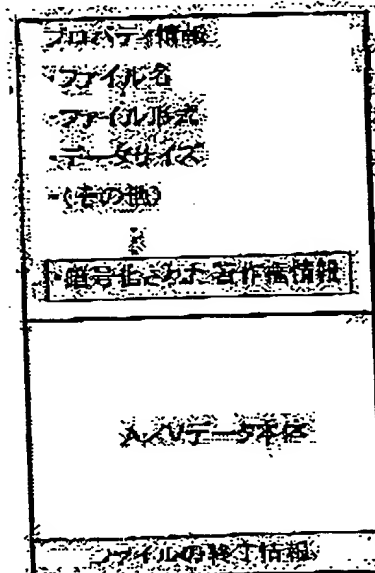 プロパティ情報
・ファイル名
・ファイル形式
・データサイズ
・(その他)
・暗号化された著作権情報
A/Vデータ本体
ファイルの終了情報